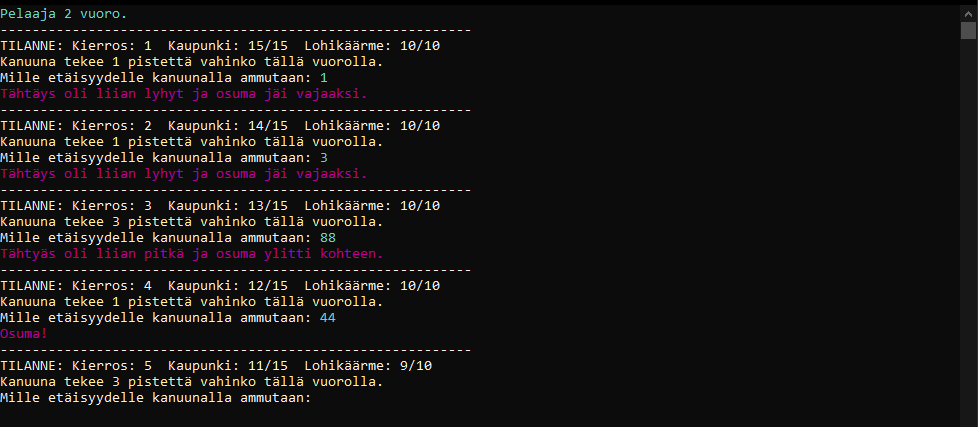 Pelaaja 2 vuoro.
-----------------------------------------------------------
TILANNE: Kierros: 1  Kaupunki: 15/15  Lohikäärme: 10/10
Kanuuna tekee 1 pistettä vahinko tällä vuorolla.
Mille etäisyydelle kanuunalla ammutaan: 1
Tähtäys oli liian lyhyt ja osuma jäi vajaaksi.
-----------------------------------------------------------
TILANNE: Kierros: 2  Kaupunki: 14/15  Lohikäärme: 10/10
Kanuuna tekee 1 pistettä vahinko tällä vuorolla.
Mille etäisyydelle kanuunalla ammutaan: 3
Tähtäys oli liian lyhyt ja osuma jäi vajaaksi.
-----------------------------------------------------------
TILANNE: Kierros: 3  Kaupunki: 13/15  Lohikäärme: 10/10
Kanuuna tekee 3 pistettä vahinko tällä vuorolla.
Mille etäisyydelle kanuunalla ammutaan: 88
Tähtyäs oli liian pitkä ja osuma ylitti kohteen.
-----------------------------------------------------------
TILANNE: Kierros: 4  Kaupunki: 12/15  Lohikäärme: 10/10
Kanuuna tekee 1 pistettä vahinko tällä vuorolla.
Mille etäisyydelle kanuunalla ammutaan: 44
Osuma!
-----------------------------------------------------------
TILANNE: Kierros: 5  Kaupunki: 11/15  Lohikäärme: 9/10
Kanuuna tekee 3 pistettä vahinko tällä vuorolla.
Mille etäisyydelle kanuunalla ammutaan: